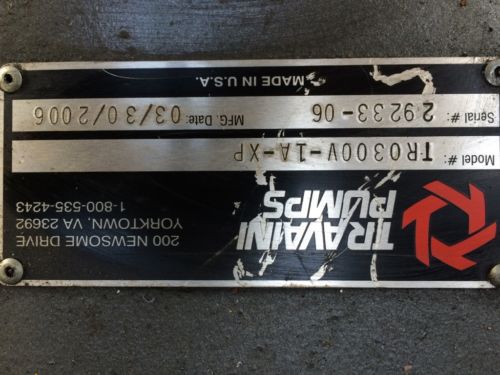 TRAVAINI
PUMPS
200 NEWSOME DRIVE
YORKTOWN, VA 23692
1-800-535-4243
Model #: TRO300V-1A-XP
Serial #: 29233-06 MFG. Date: 03/30/2006
MADE IN U.S.A.